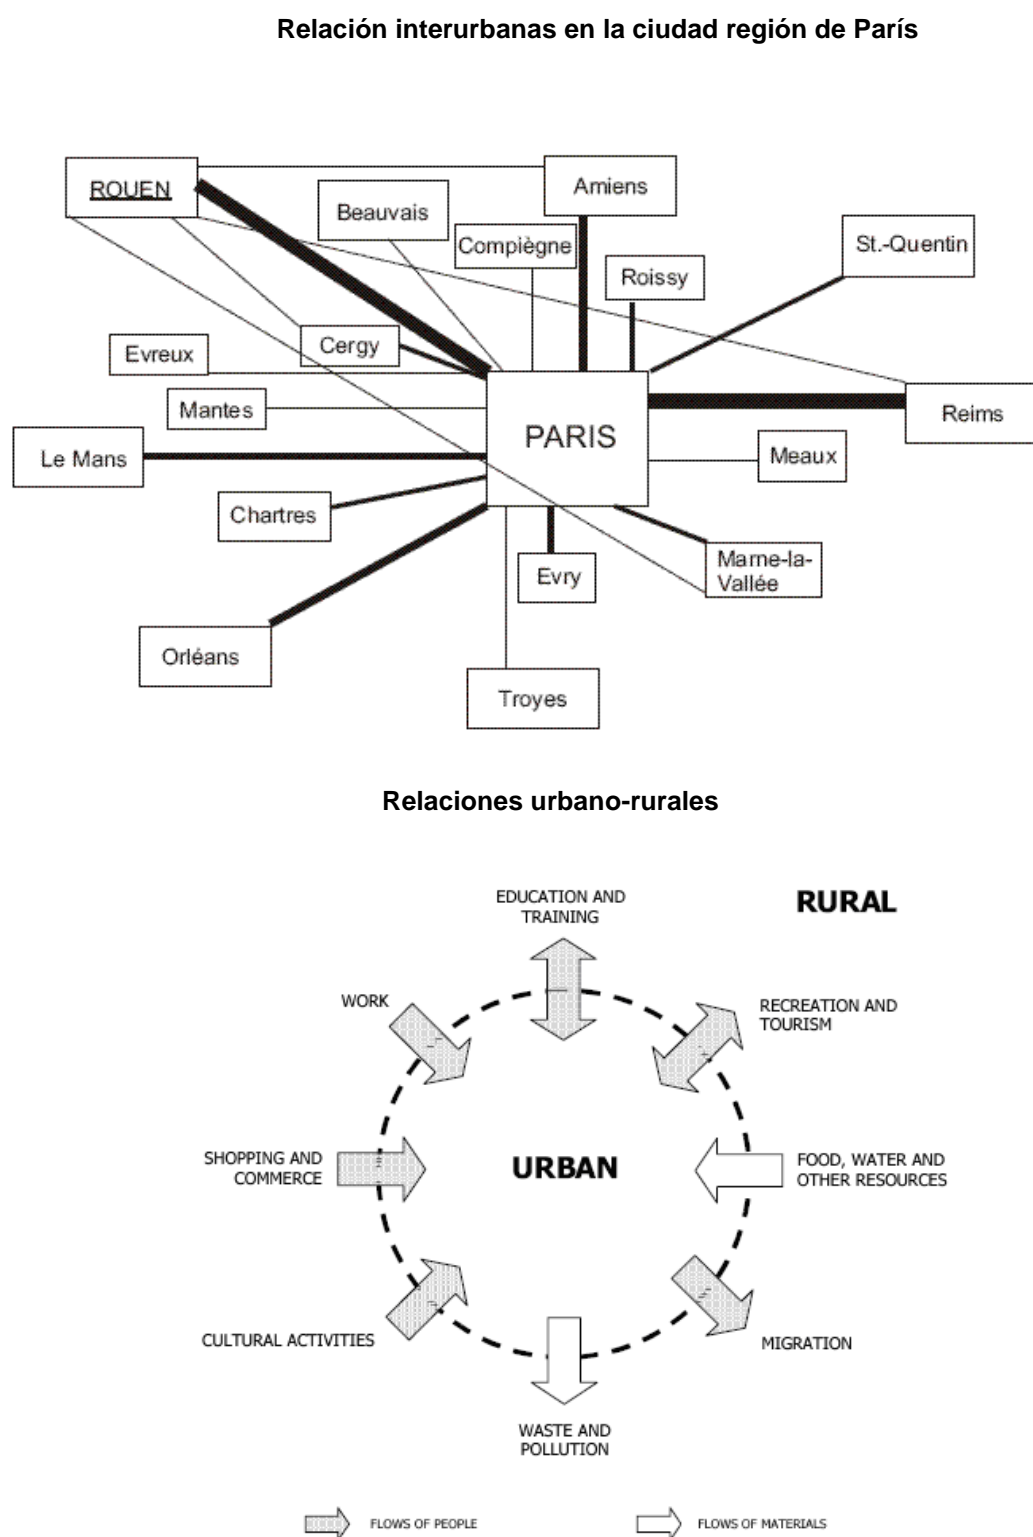 Relación interurbanas en la ciudad región de París
ROUEN
Amiens
Beauvais
Compiègne
St.-Quentin
Roissy
Cergy
Evreux
Mantes
Reims
PARIS
Le Mans
Meaux
Chartres
Marne-la-
Vallée
Evry
Orléans
Troyes
Relaciones urbano-rurales
EDUCATION AND
TRAINING
RURAL
WORK
RECREATION AND
TOURISM
SHOPPING AND
COMMERCE
URBAN
FOOD, WATER AND
OTHER RESOURCES
CULTURAL ACTIVITIES
MIGRATION
WASTE AND
POLLUTION
FLOWS OF PEOPLE
FLOWS OF MATERIALS